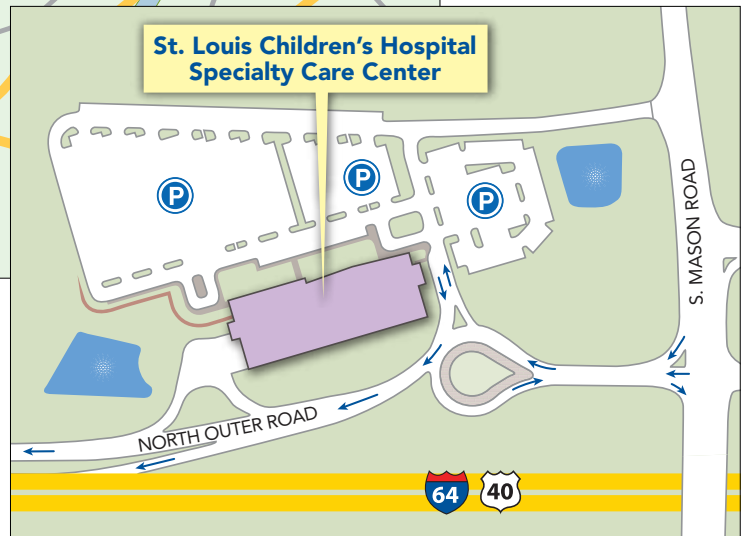 St. Louis Children's Hospital
Specialty Care Center
P
P
P
S. MASON ROAD
NORTH OUTER ROAD
64
40